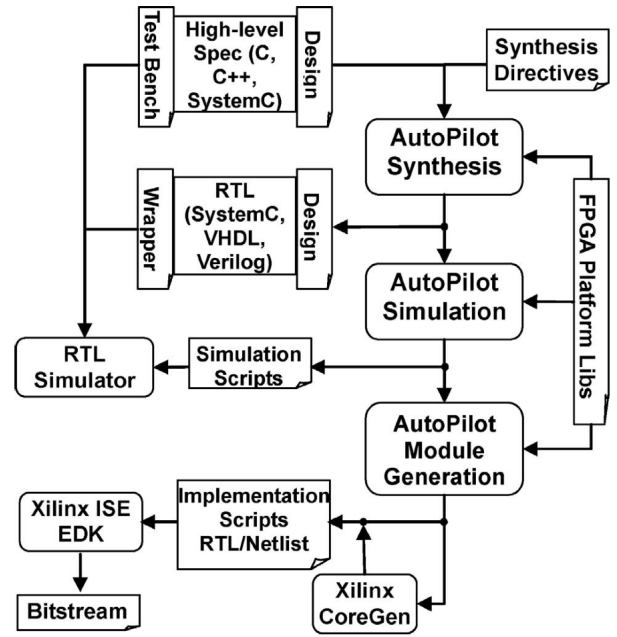 Test Bench
High-level
Spec (C,
C++,
SystemC)
Design
Synthesis
Directives
AutoPilot
Synthesis
Wrapper
RTL
(SystemC,
VHDL,
Verilog)
Design
FPGA Platform Libs
AutoPilot
Simulation
RTL
Simulator
Simulation
Scripts
AutoPilot
Module
Generation
Xilinx ISE
EDK
Implementation
Scripts
RTL/Netlist
Xilinx
CoreGen
Bitstream